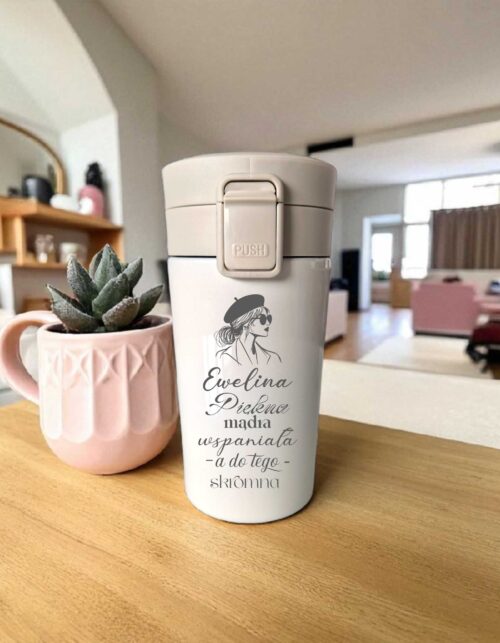 PUSH
Ewelina
Piękna
mądra
wspaniała
- a do tego -
skromna